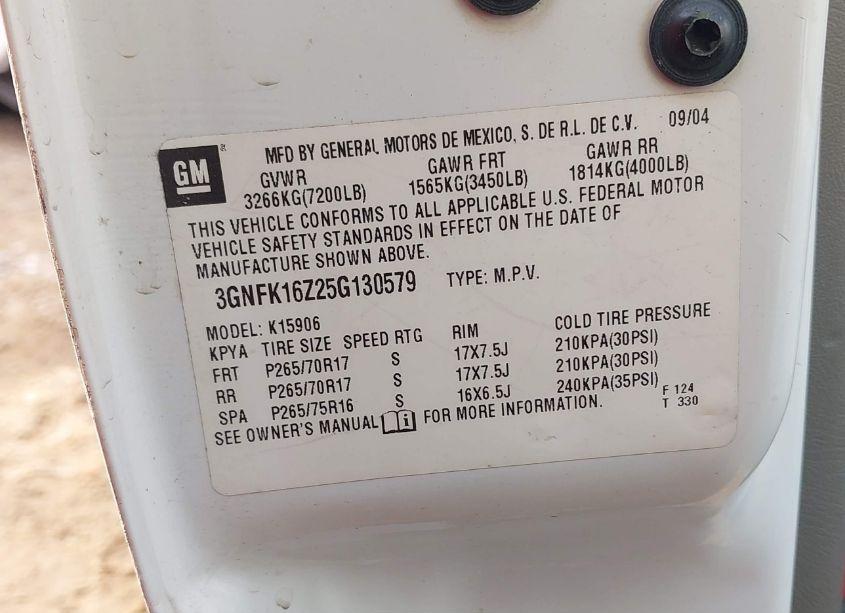 GM
MFD BY GENERAL MOTORS DE MEXICO, S. DE R.L. DE C.V. 09/04
GVWR GAWR FRT GAWR RR
3266KG(7200LB) 1565KG(3450LB) 1814KG(4000LB)
THIS VEHICLE CONFORMS TO ALL APPLICABLE U.S. FEDERAL MOTOR
VEHICLE SAFETY STANDARDS IN EFFECT ON THE DATE OF
MANUFACTURE SHOWN ABOVE.
3GNFK16Z25G130579 TYPE: M.P.V.
MODEL: K15906
KPYA TIRE SIZE SPEED RTG RIM COLD TIRE PRESSURE
FRT P265/70R17 S 17X7.5J 210KPA(30PSI)
RR P265/70R17 S 17X7.5J 210KPA(30PSI)
SPA P265/75R16 S 16X6.5J 240KPA(35PSI) F 124
SEE OWNER'S MANUAL i FOR MORE INFORMATION. T 330